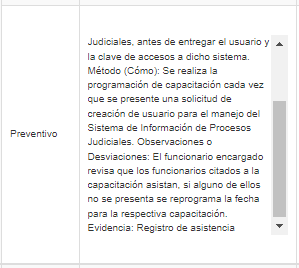 Judiciales, antes de entregar el usuario y
la clave de accesos a dicho sistema.
Método (Cómo): Se realiza la
programación de capacitación cada vez
que se presente una solicitud de
creación de usuario para el manejo del
Preventivo
Sistema de Información de Procesos
Judiciales. Observaciones o
Desviaciones: El funcionario encargado
revisa que los funcionarios citados a la
capacitación asistan, si alguno de ellos
no se presenta se reprograma la fecha
para la respectiva capacitación.
Evidencia: Registro de asistencia